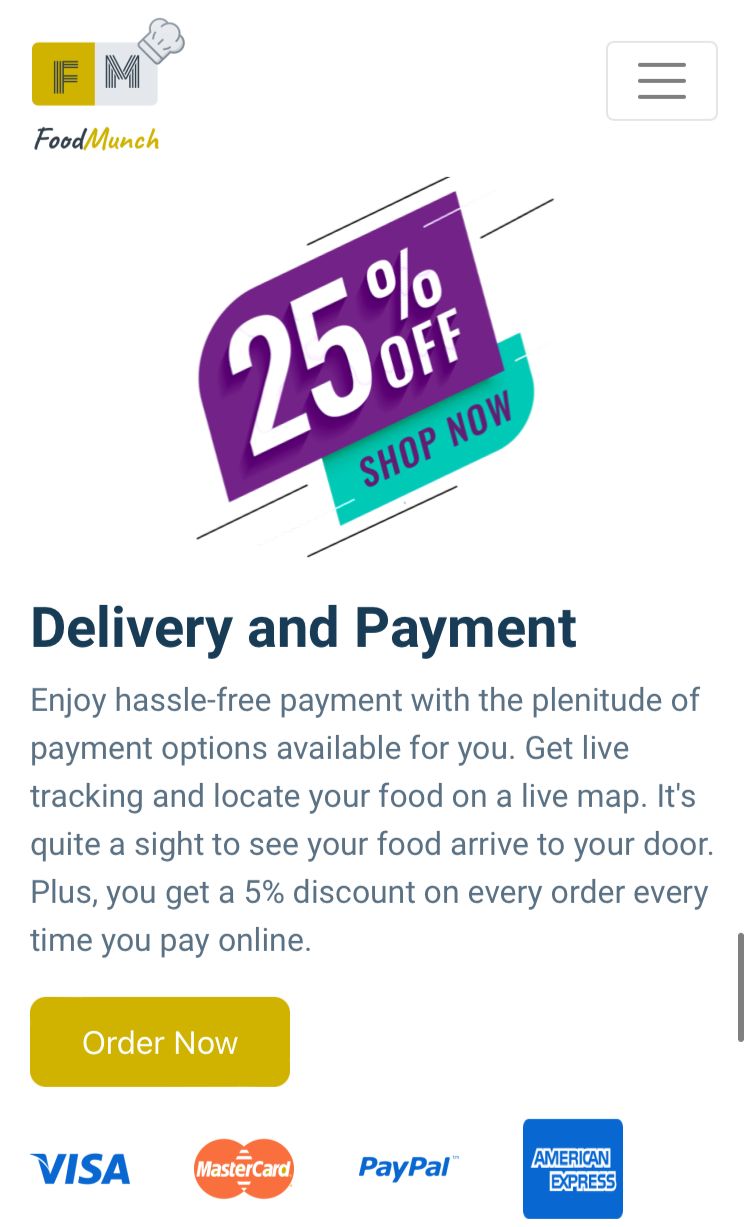 F M
FoodMunch
25% OFF
SHOP NOW
Delivery and Payment
Enjoy hassle-free payment with the plenitude of
payment options available for you. Get live
tracking and locate your food on a live map. It's
quite a sight to see your food arrive to your door.
Plus, you get a 5% discount on every order every
time you pay online.
Order Now
VISA MasterCard PayPal™ AMERICAN EXPRESS